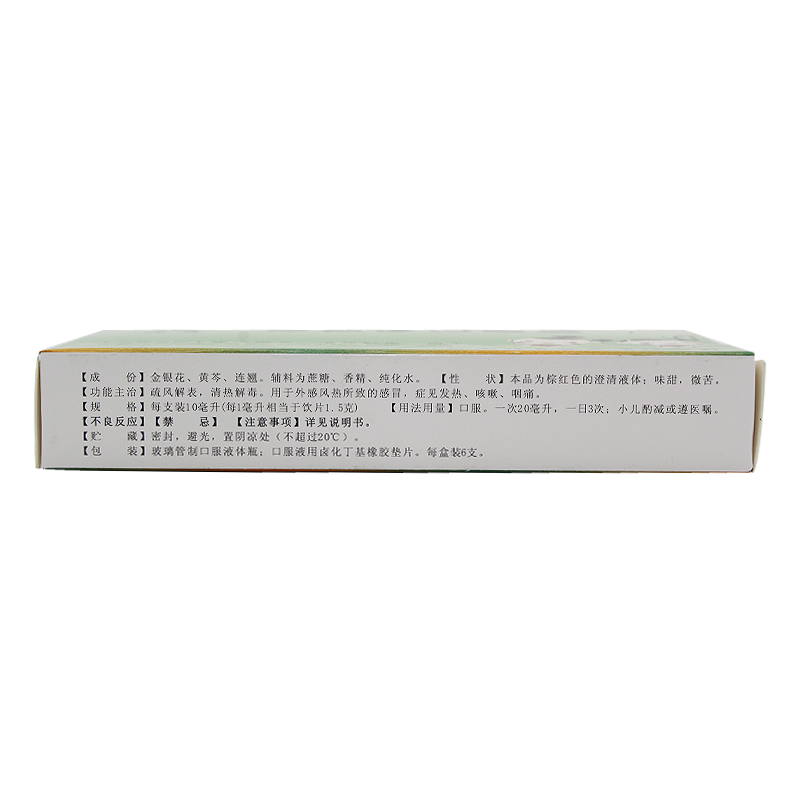 【成 份】金银花、黄芩、连翘。辅料为蔗糖、香精、纯化水。 【性 状】本品为棕红色的澄清液体；味甜，微苦。
【功能主治】疏风解表，清热解毒。用于外感风热所致的感冒，症见发热、咳嗽、咽痛。
【规 格】每支装10毫升(每1毫升相当于饮片1.5克) 【用法用量】口服。一次20毫升，一日3次；小儿酌减或遵医嘱。
【不良反应】【禁 忌】 【注意事项】详见说明书。
【贮 藏】密封，避光，置阴凉处（不超过20℃）。
【包 装】玻璃管制口服液体瓶；口服液用卤化丁基橡胶垫片。每盒装6支。